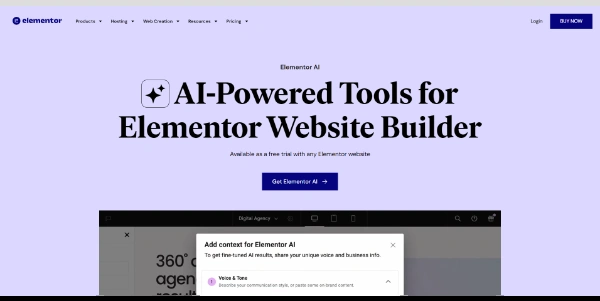 elementor
Products Hosting Web Creation Resources Pricing
Login
BUY NOW
Elementor AI
AI-Powered Tools for
Elementor Website Builder
Available as a free trial with any Elementor website
Get Elementor AI
Digital Agency
Add context for Elementor AI
To get fine-tuned AI results, share your unique voice and business info.
1
Voice & Tone
Describe your communication style, or paste some on-brand content.
360° 
agen